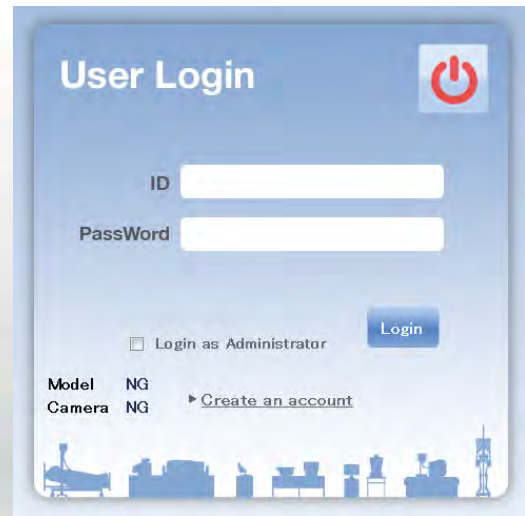 User Login
ID
PassWord
Login
Login as Administrator
Model NG
Camera NG
Create an account